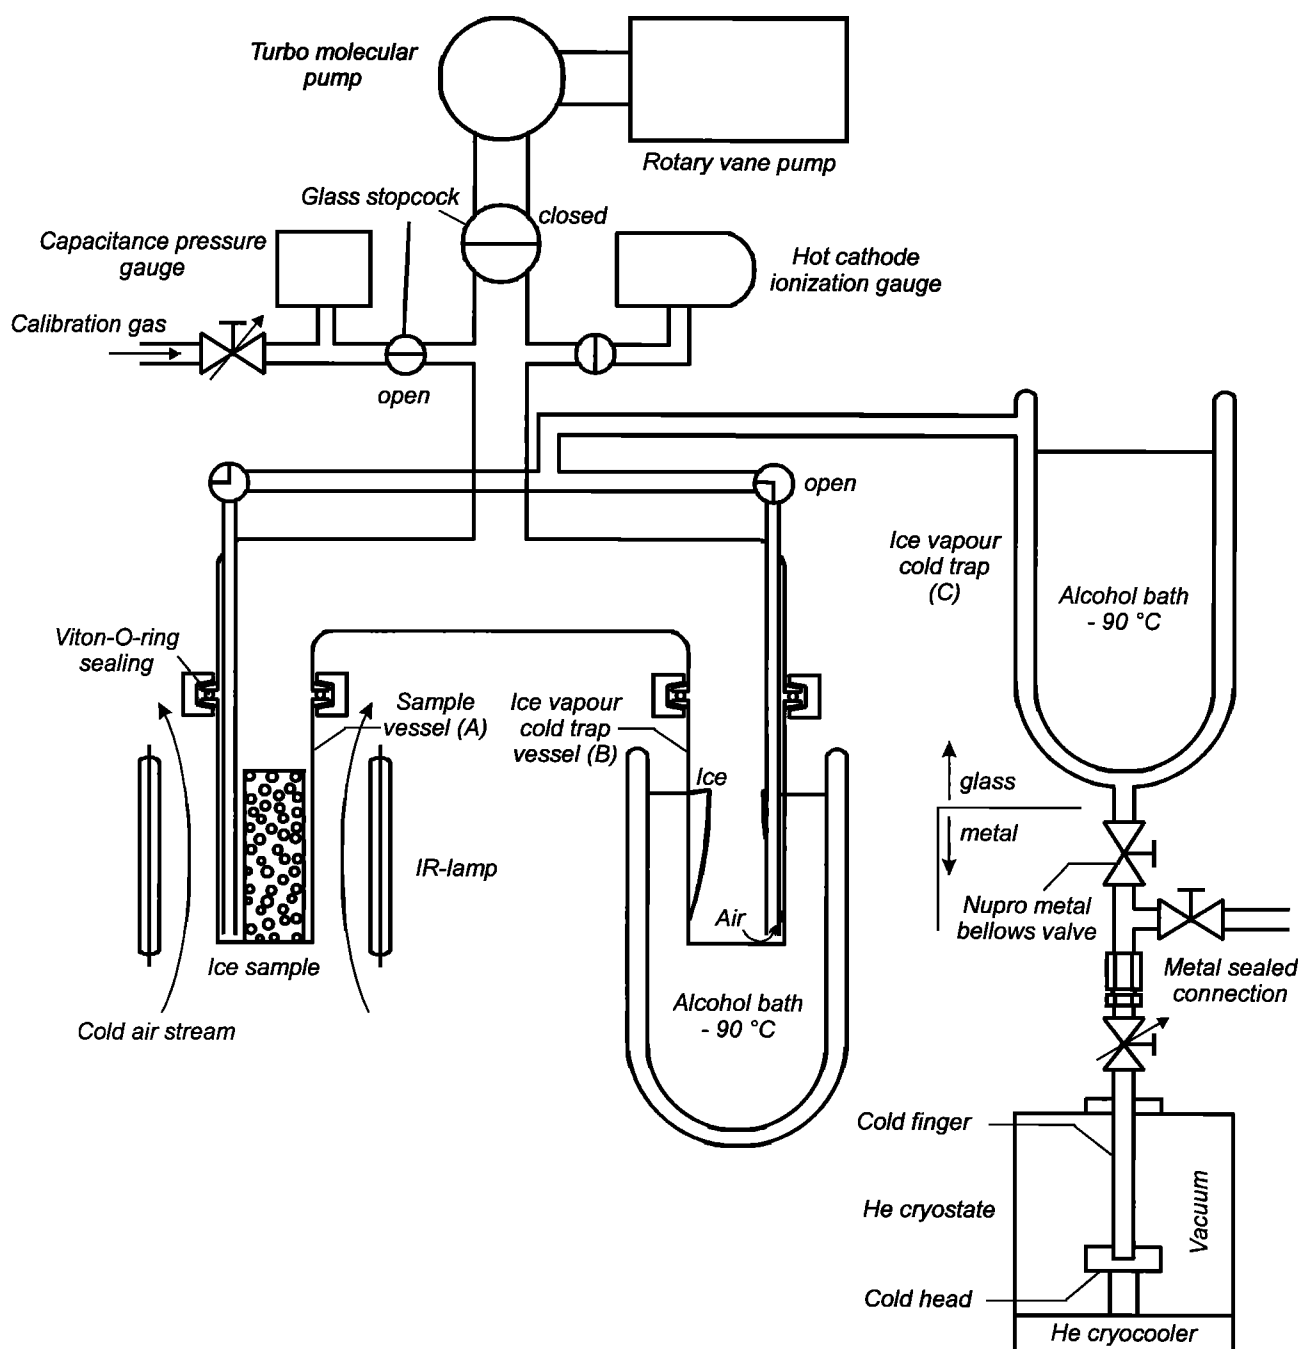 Turbo molecular
pump
Rotary vane pump
Glass stopcock
closed
Capacitance pressure
gauge
Hot cathode
ionization gauge
Calibration gas
open
open
Ice vapour
cold trap
(C)
Alcohol bath
- 90 °C
Viton-O-ring
sealing
Sample
vessel (A)
Ice vapour
cold trap
vessel (B)
Ice
glass
metal
IR-lamp
Air
Nupro metal
bellows valve
Ice sample
Metal sealed
connection
Cold air stream
Alcohol bath
- 90 °C
Cold finger
He cryostate
Vacuum
Cold head
He cryocooler